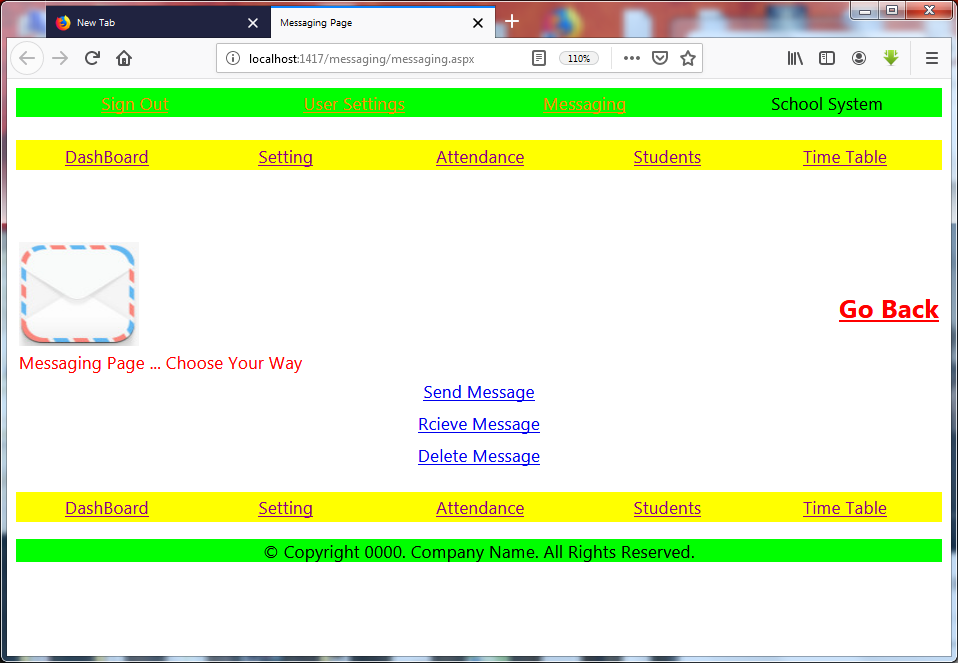 New Tab
Messaging Page
localhost:1417/messaging/messaging.aspx
110%
Sign Out User Settings Messaging School System
DashBoard Setting Attendance Students Time Table
Go Back
Messaging Page ... Choose Your Way
Send Message
Rcieve Message
Delete Message
DashBoard Setting Attendance Students Time Table
© Copyright 0000. Company Name. All Rights Reserved.